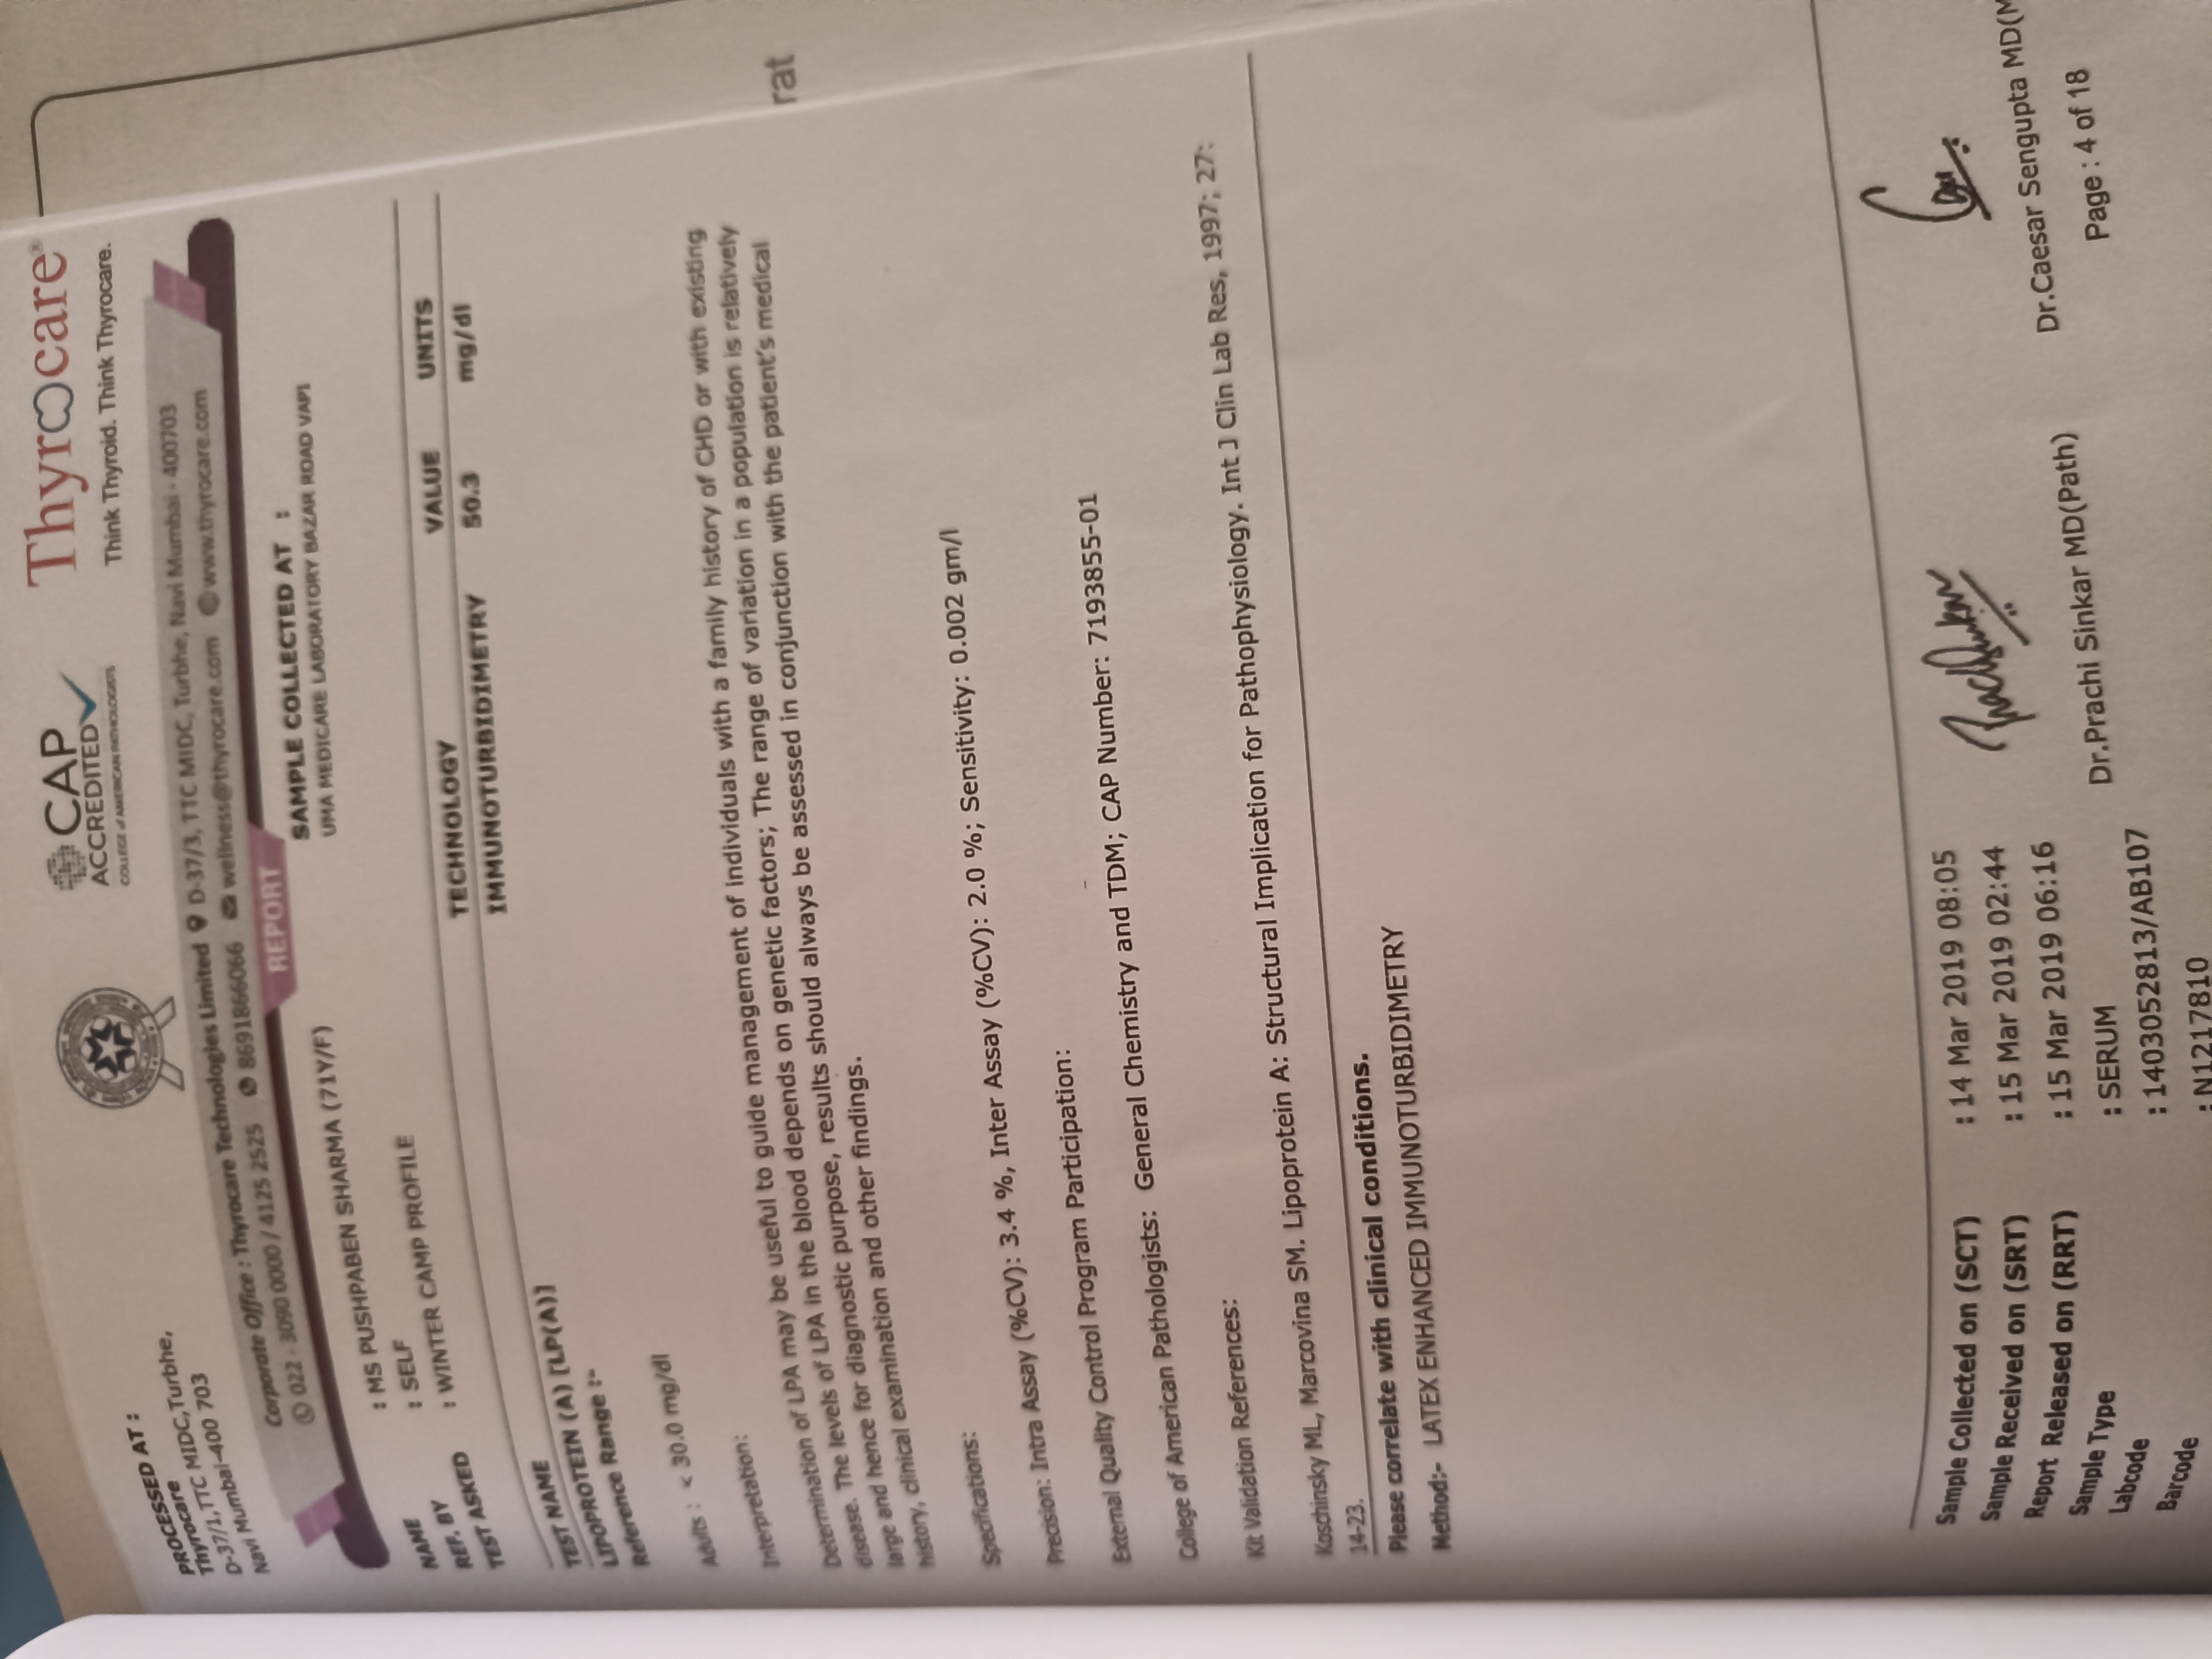 PROCESSED AT :
Thyrocare
D-37/1,TTC MIDC,Turbhe,
Navi Mumbai-400 703
CAP
ACCREDITED
COLLEGE of AMERICAN PATHOLOGISTS
Thyrocare®
Think Thyroid. Think Thyrocare.
Corporate Office : Thyrocare Technologies Limited D-37/3, TTC MIDC, Turbhe, Navi Mumbai - 400703
022 - 3090 0000 / 4125 2525 8691866066 wellness@thyrocare.com www.thyrocare.com
REPORT
NAME : MS PUSHPABEN SHARMA (71Y/F)
REF. BY : SELF
TEST ASKED : WINTER CAMP PROFILE
SAMPLE COLLECTED AT :
UMA MEDICARE LABORATORY BAZAR ROAD VAPI
TEST NAME TECHNOLOGY VALUE UNITS
LIPOPROTEIN (A) [LP(A)] IMMUNOTURBIDIMETRY 50.3 mg/dl
Reference Range :-
Adults : < 30.0 mg/dl
Interpretation:
Determination of LPA may be useful to guide management of individuals with a family history of CHD or with existing
disease. The levels of LPA in the blood depends on genetic factors; The range of variation in a population is relatively
large and hence for diagnostic purpose, results should always be assessed in conjunction with the patient's medical
history, clinical examination and other findings.
Specifications:
Precision: Intra Assay (%CV): 3.4 %, Inter Assay (%CV): 2.0 %; Sensitivity: 0.002 gm/l
External Quality Control Program Participation:
College of American Pathologists: General Chemistry and TDM; CAP Number: 7193855-01
Kit Validation References:
Koschinsky ML, Marcovina SM. Lipoprotein A: Structural Implication for Pathophysiology. Int J Clin Lab Res, 1997; 27:
14-23.
Please correlate with clinical conditions.
Method:- LATEX ENHANCED IMMUNOTURBIDIMETRY
rat
Sample Collected on (SCT) : 14 Mar 2019 08:05
Sample Received on (SRT) : 15 Mar 2019 02:44
Report Released on (RRT) : 15 Mar 2019 06:16
Sample Type : SERUM
Labcode : 1403052813/AB107
Barcode : N1217810
Dr.Prachi Sinkar MD(Path)
Dr.Caesar Sengupta MD(M
Page : 4 of 18